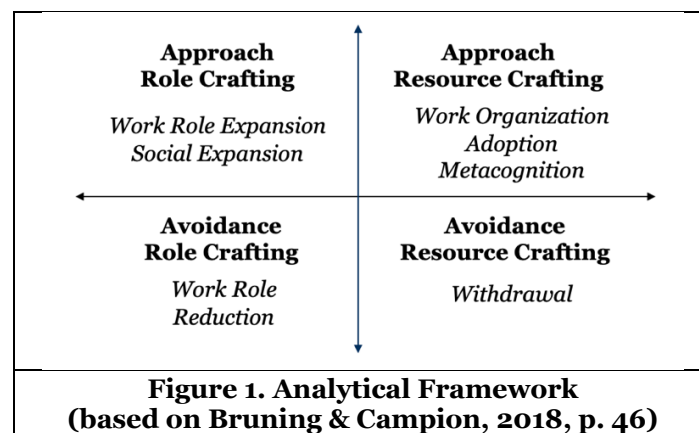 Approach
Role Crafting
Work Role Expansion
Social Expansion
Approach
Resource Crafting
Work Organization
Adoption
Metacognition
Avoidance
Role Crafting
Work Role
Reduction
Avoidance
Resource Crafting
Withdrawal
Figure 1. Analytical Framework
(based on Bruning & Campion, 2018, p. 46)